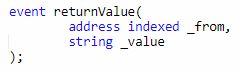 event returnValue(
address indexed _from,
string _value
);